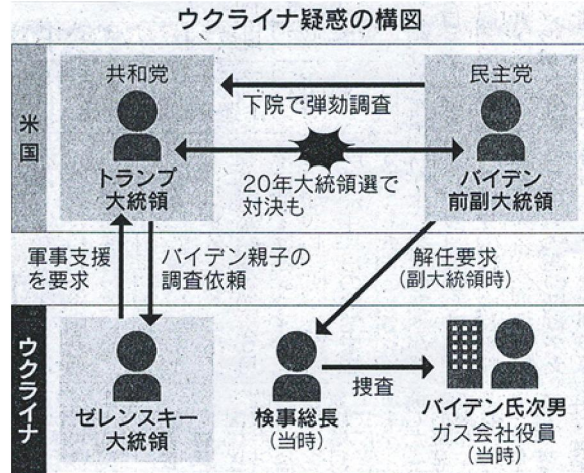 ウクライナ疑惑の構図
米国
共和党
トランプ
大統領
下院で弾劾調査
20年大統領選で
対決も
民主党
バイデン
前副大統領
軍事支援
を要求
バイデン親子の
調査依頼
解任要求
(副大統領時)
ウクライナ
ゼレンスキー
大統領
検事総長
(当時)
捜査
バイデン氏次男
ガス会社役員
(当時)